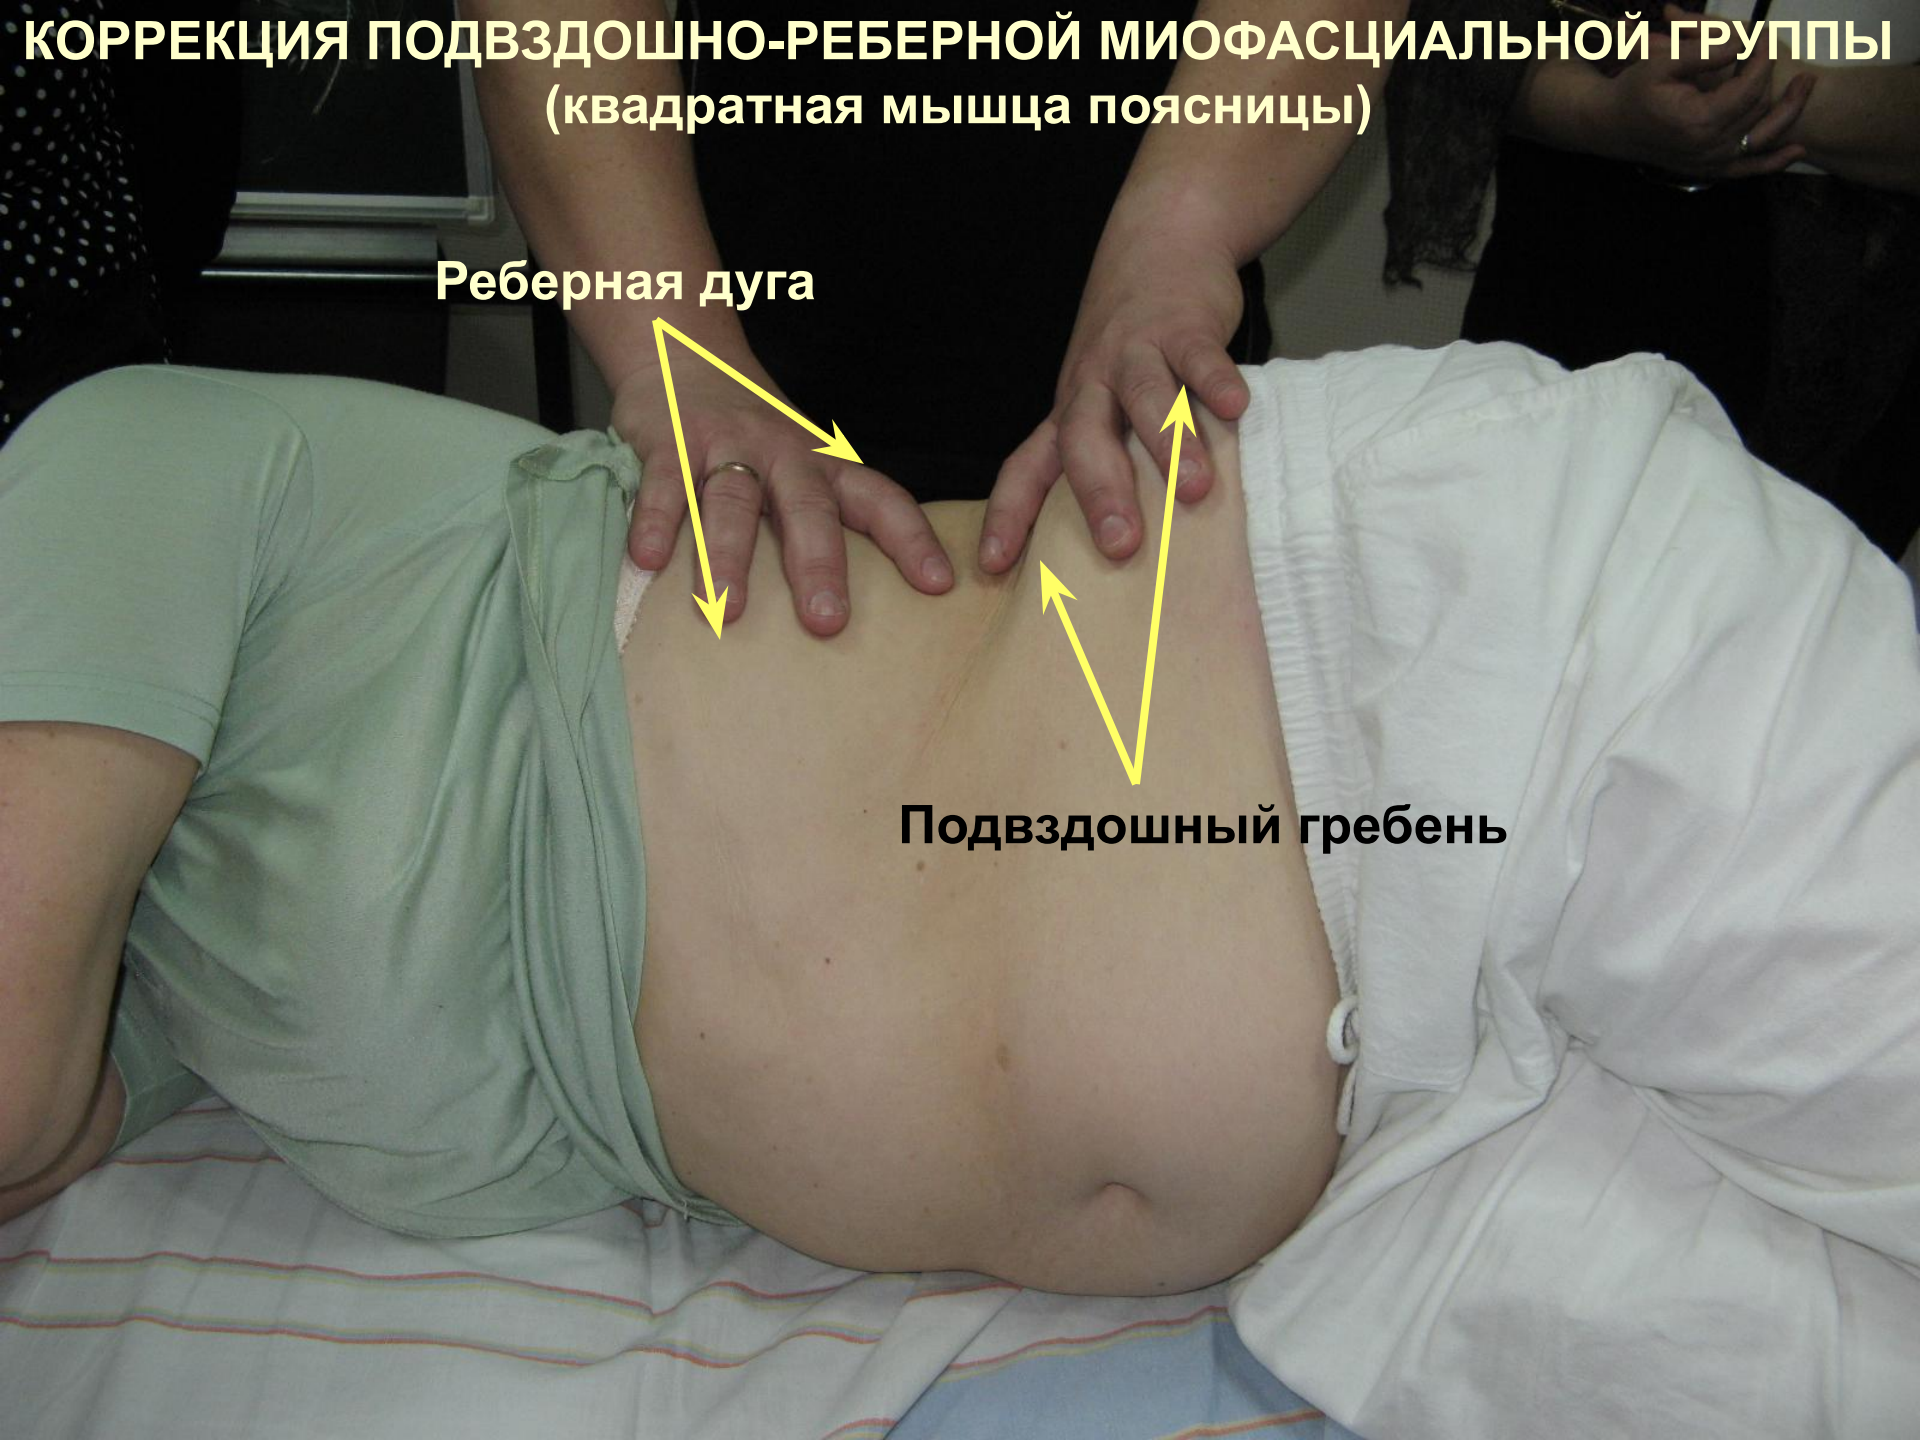 КОРРЕКЦИЯ ПОДВЗДОШНО-РЕБЕРНОЙ МИОФАСЦИАЛЬНОЙ ГРУППЫ
(квадратная мышца поясницы)
Реберная дуга
Подвздошный гребень